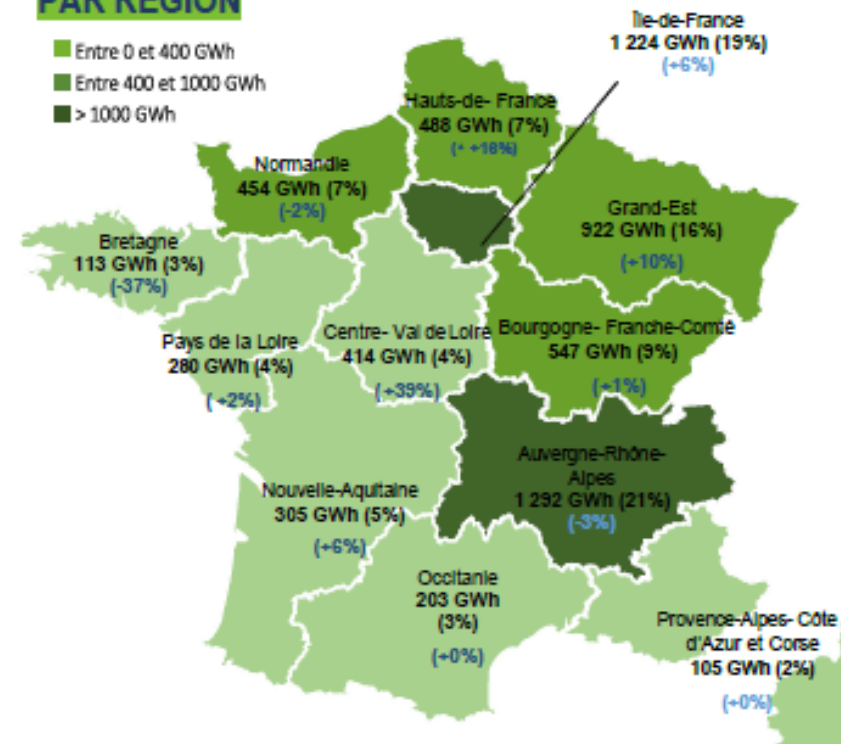 PAR RÉGION
Entre 0 et 400 GWh
Entre 400 et 1000 GWh
> 1000 GWh
Île-de-France
1 224 GWh (19%)
(+6%)
Hauts-de- France
488 GWh (7%)
(+ +18%)
Normandie
454 GWh (7%)
(-2%)
Grand-Est
922 GWh (16%)
(+10%)
Bretagne
113 GWh (3%)
(-37%)
Pays de la Loire
280 GWh (4%)
(+2%)
Centre- Val de Loire
414 GWh (4%)
(+39%)
Bourgogne- Franche-Comté
547 GWh (9%)
(+1%)
Auvergne-Rhône-
Alpes
1 292 GWh (21%)
(-3%)
Nouvelle-Aquitaine
305 GWh (5%)
(+6%)
Occitanie
203 GWh
(3%)
(+0%)
Provence-Alpes- Côte
d'Azur et Corse
105 GWh (2%)
(+0%)